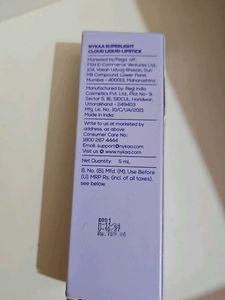 NYKAA SUPERLIGHT
CLOUD LIQUID LIPSTICK
Marketed by/Regd. off.:
FSN E-Commerce Ventures Ltd.,
104, Vasan Udyog Bhavan, Sun
Mill Compound, Lower Parel,
Mumbai - 400013, Maharashtra
Manufactured by: Regi India
Cosmetics Pvt. Ltd., Plot No- 9,
Sector 5, IIE, SIDCUL, Haridwar,
Uttarakhand - 249403
Mfg. Lic. No.:10/C/UA/2021
Made in India
Write to us at marketed by
address, as above
Consumer Care No.:
1800 267 4444
Email: support@nykaa.com
Visit us @ www.nykaa.com
Net Quantity: 5 mL
B. No. (B), Mfd. (M), Use Before
(U), MRP Rs. (incl. of all taxes),
see below.